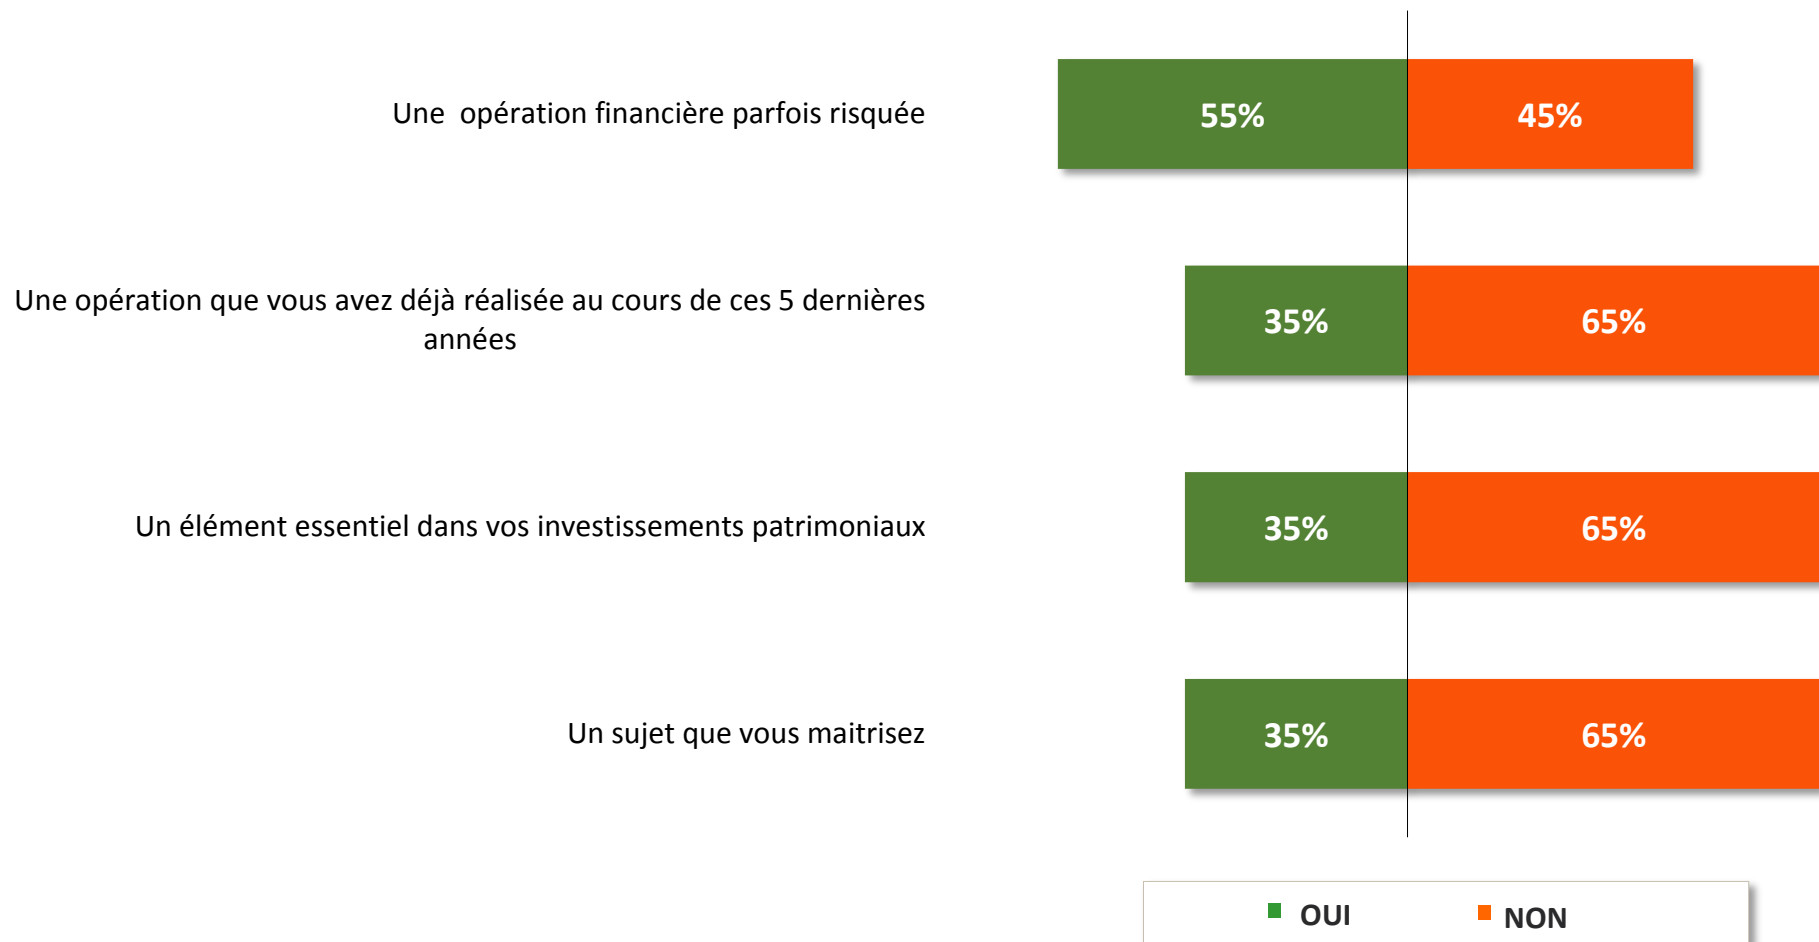 Une opération financière parfois risquée
55%
45%
Une opération que vous avez déjà réalisée au cours de ces 5 dernières
années
35%
65%
Un élément essentiel dans vos investissements patrimoniaux
35%
65%
Un sujet que vous maitrisez
35%
65%
OUI
NON